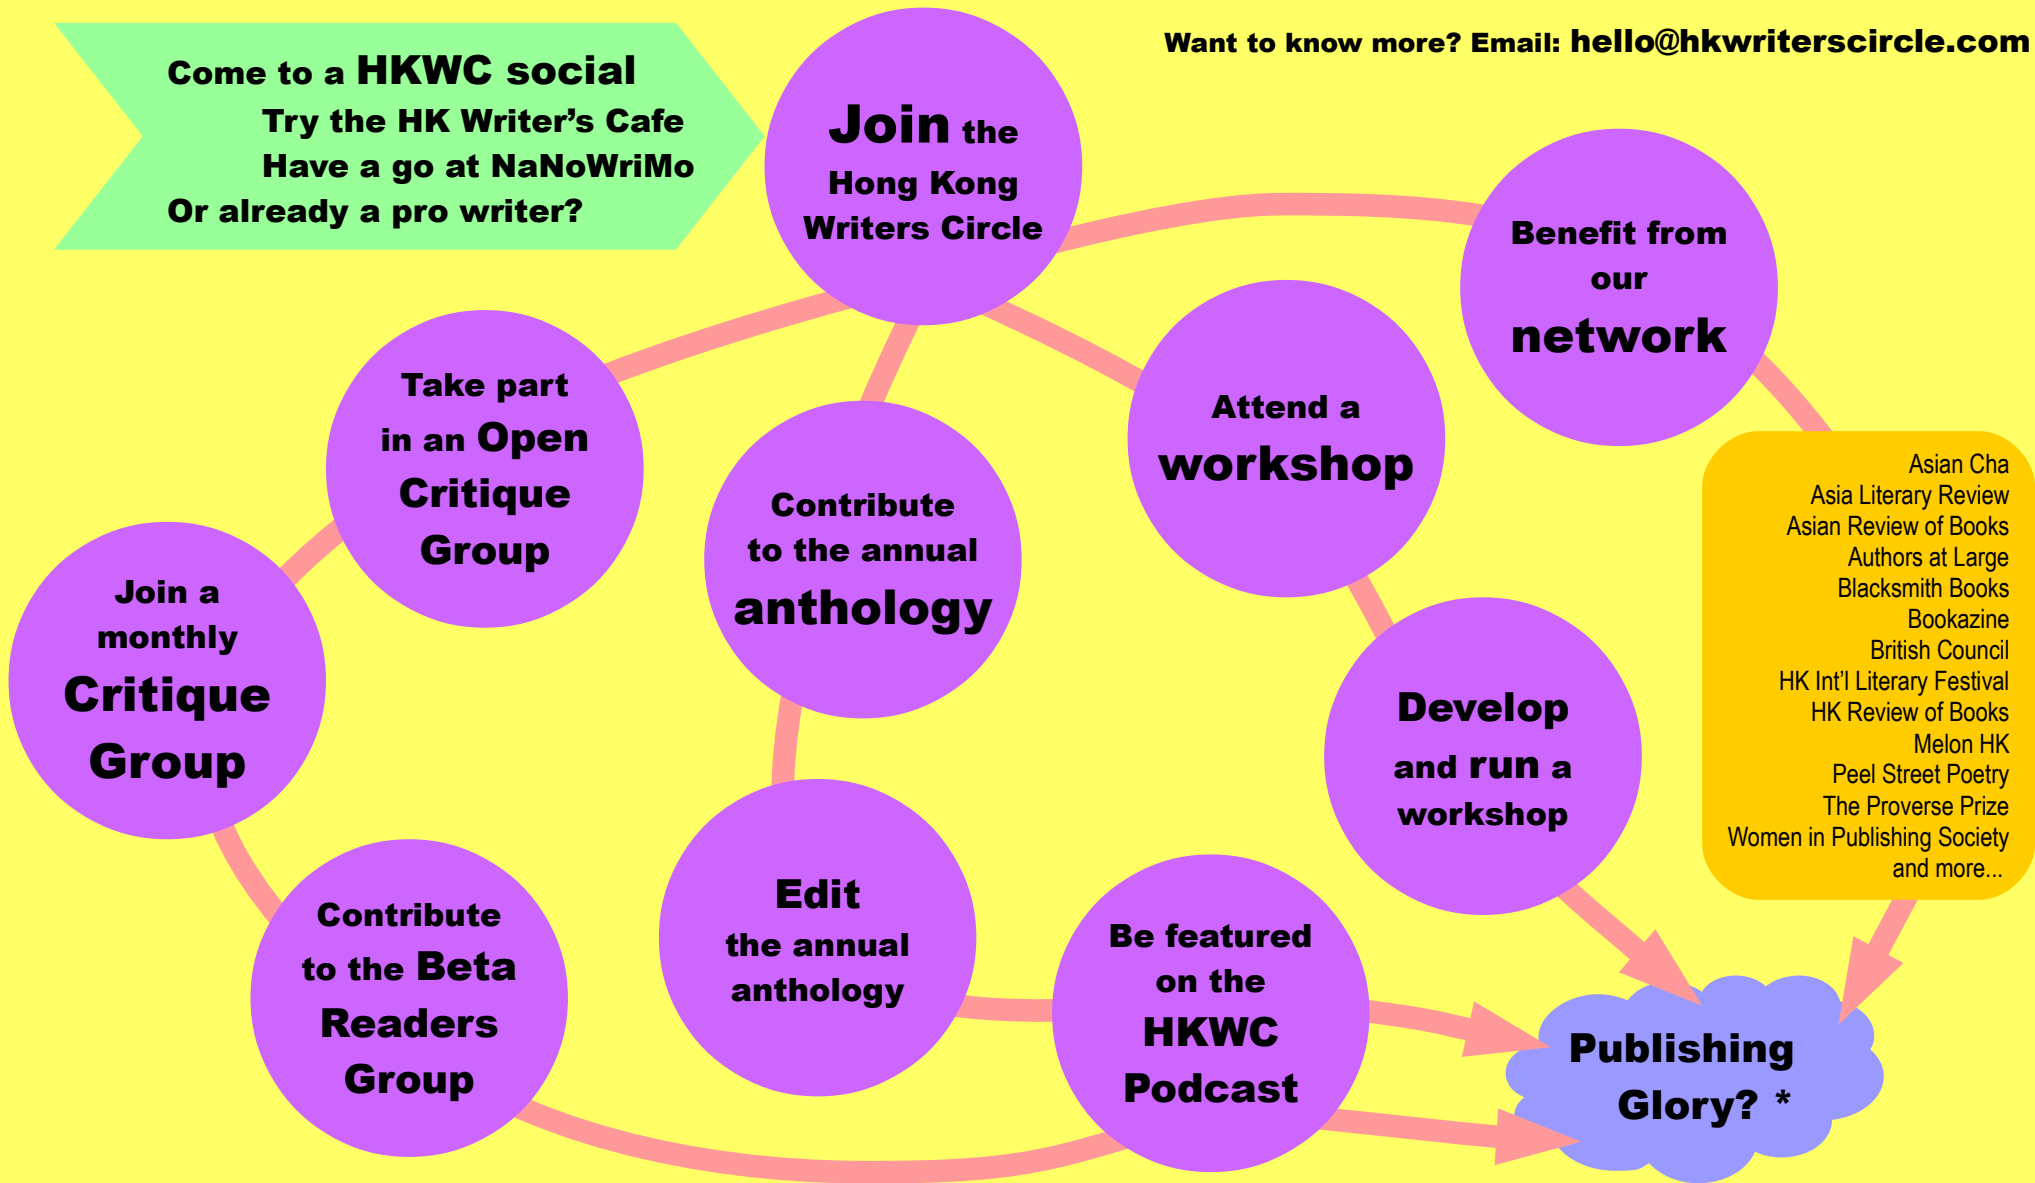 Come to a HKWC social
Try the HK Writer’s Cafe
Have a go at NaNoWriMo
Or already a pro writer?
Want to know more? Email: hello@hkwriterscircle.com
Join the
Hong Kong
Writers Circle
Benefit from
our
network
Take part
in an Open
Critique
Group
Attend a
workshop
Contribute
to the annual
anthology
Join a
monthly
Critique
Group
Asian Cha
Asia Literary Review
Asian Review of Books
Authors at Large
Blacksmith Books
Bookazine
British Council
HK Int’l Literary Festival
HK Review of Books
Melon HK
Peel Street Poetry
The Proverse Prize
Women in Publishing Society
and more...
Develop
and run a
workshop
Contribute
to the Beta
Readers
Group
Edit
the annual
anthology
Be featured
on the
HKWC
Podcast
Publishing
Glory? *